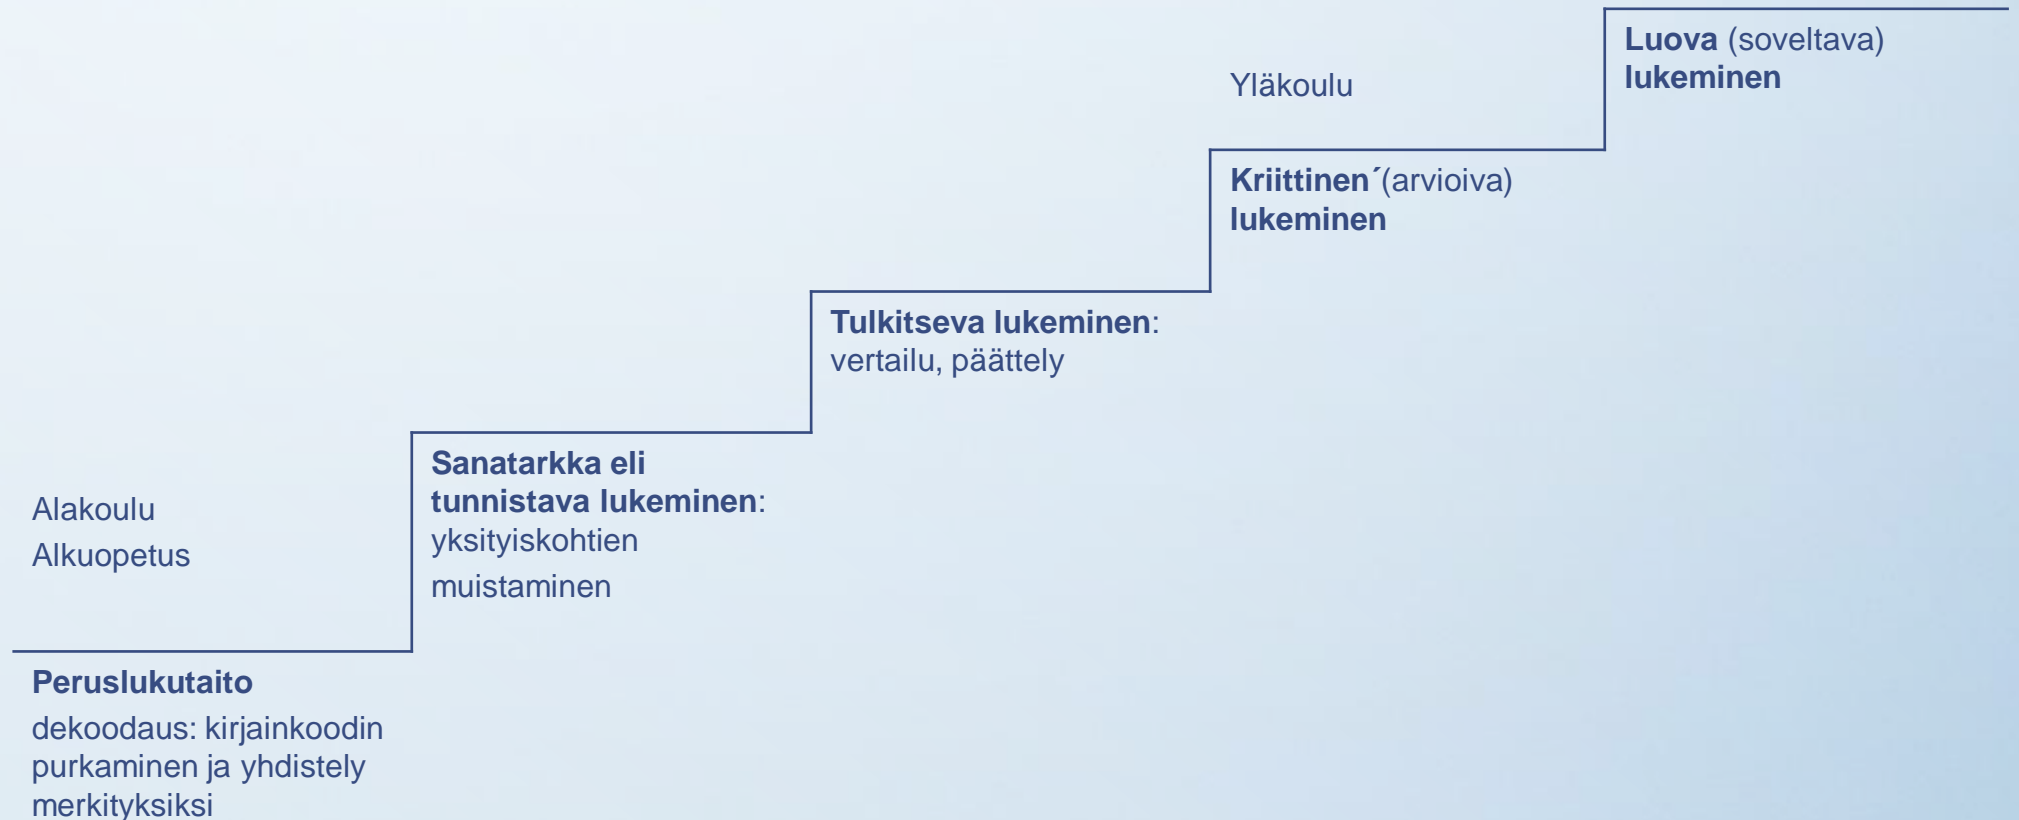 Alakoulu
Alkuopetus
Peruslukutaito
dekoodaus: kirjainkoodin
purkaminen ja yhdistely
merkityksiksi
Sanatarkka eli
tunnistava lukeminen:
yksityiskohtien
muistaminen
Tulkitseva lukeminen:
vertailu, päättely
Yläkoulu
Kriittinen´(arvioiva)
lukeminen
Luova (soveltava)
lukeminen